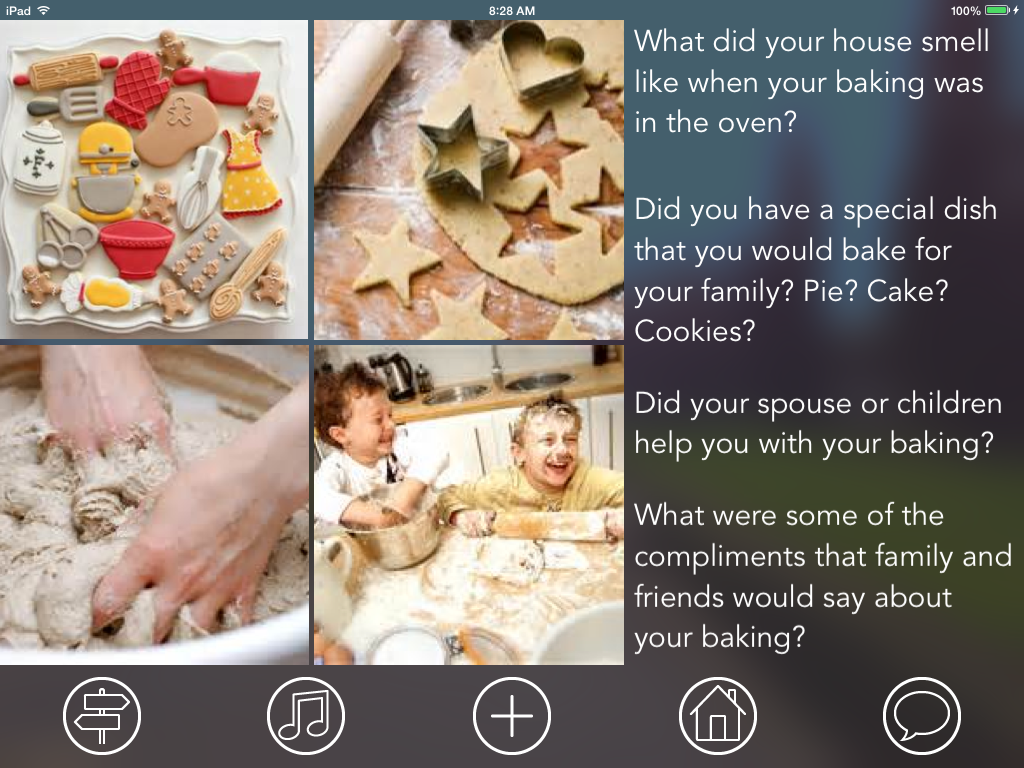 iPad
8:28 AM
100%
What did your house smell
like when your baking was
in the oven?
Did you have a special dish
that you would bake for
your family? Pie? Cake?
Cookies?
Did your spouse or children
help you with your baking?
What were some of the
compliments that family and
friends would say about
your baking?